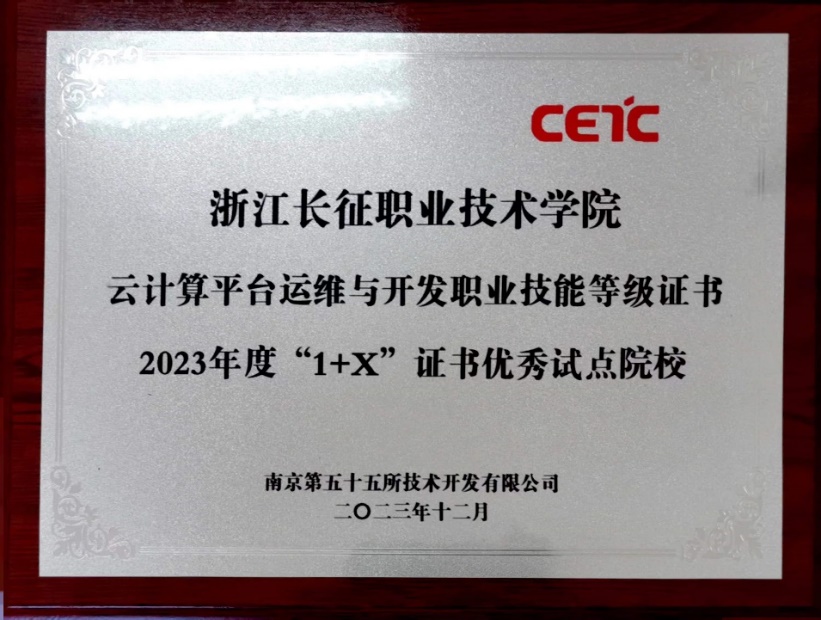 CETC
浙江长征职业技术学院
云计算平台运维与开发职业技能等级证书
2023年度“1+X”证书优秀试点院校
南京第五十五所技术开发有限公司
二〇二三年十二月